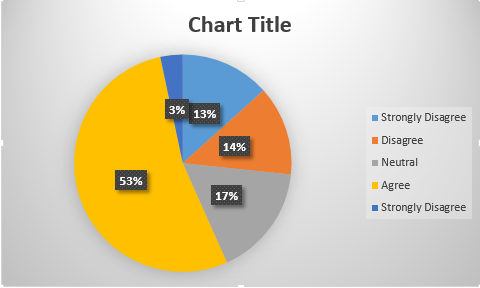 Chart Title
3%
13%
14%
17%
53%
Strongly Disagree
Disagree
Neutral
Agree
Strongly Disagree